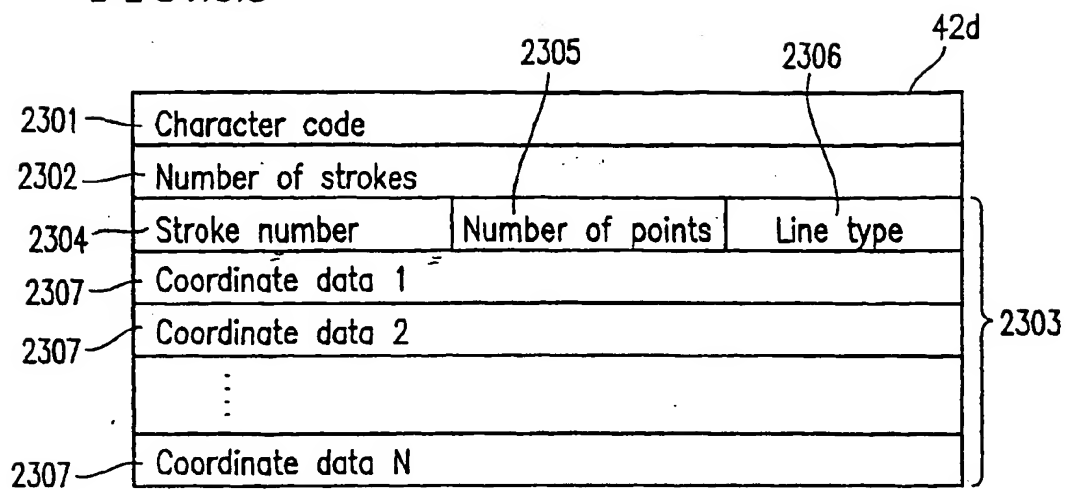 42d
2305 2306
2301 Character code
2302 Number of strokes
2304 Stroke number Number of points Line type
2307 Coordinate data 1
2303
2307 Coordinate data 2
2307 Coordinate data N